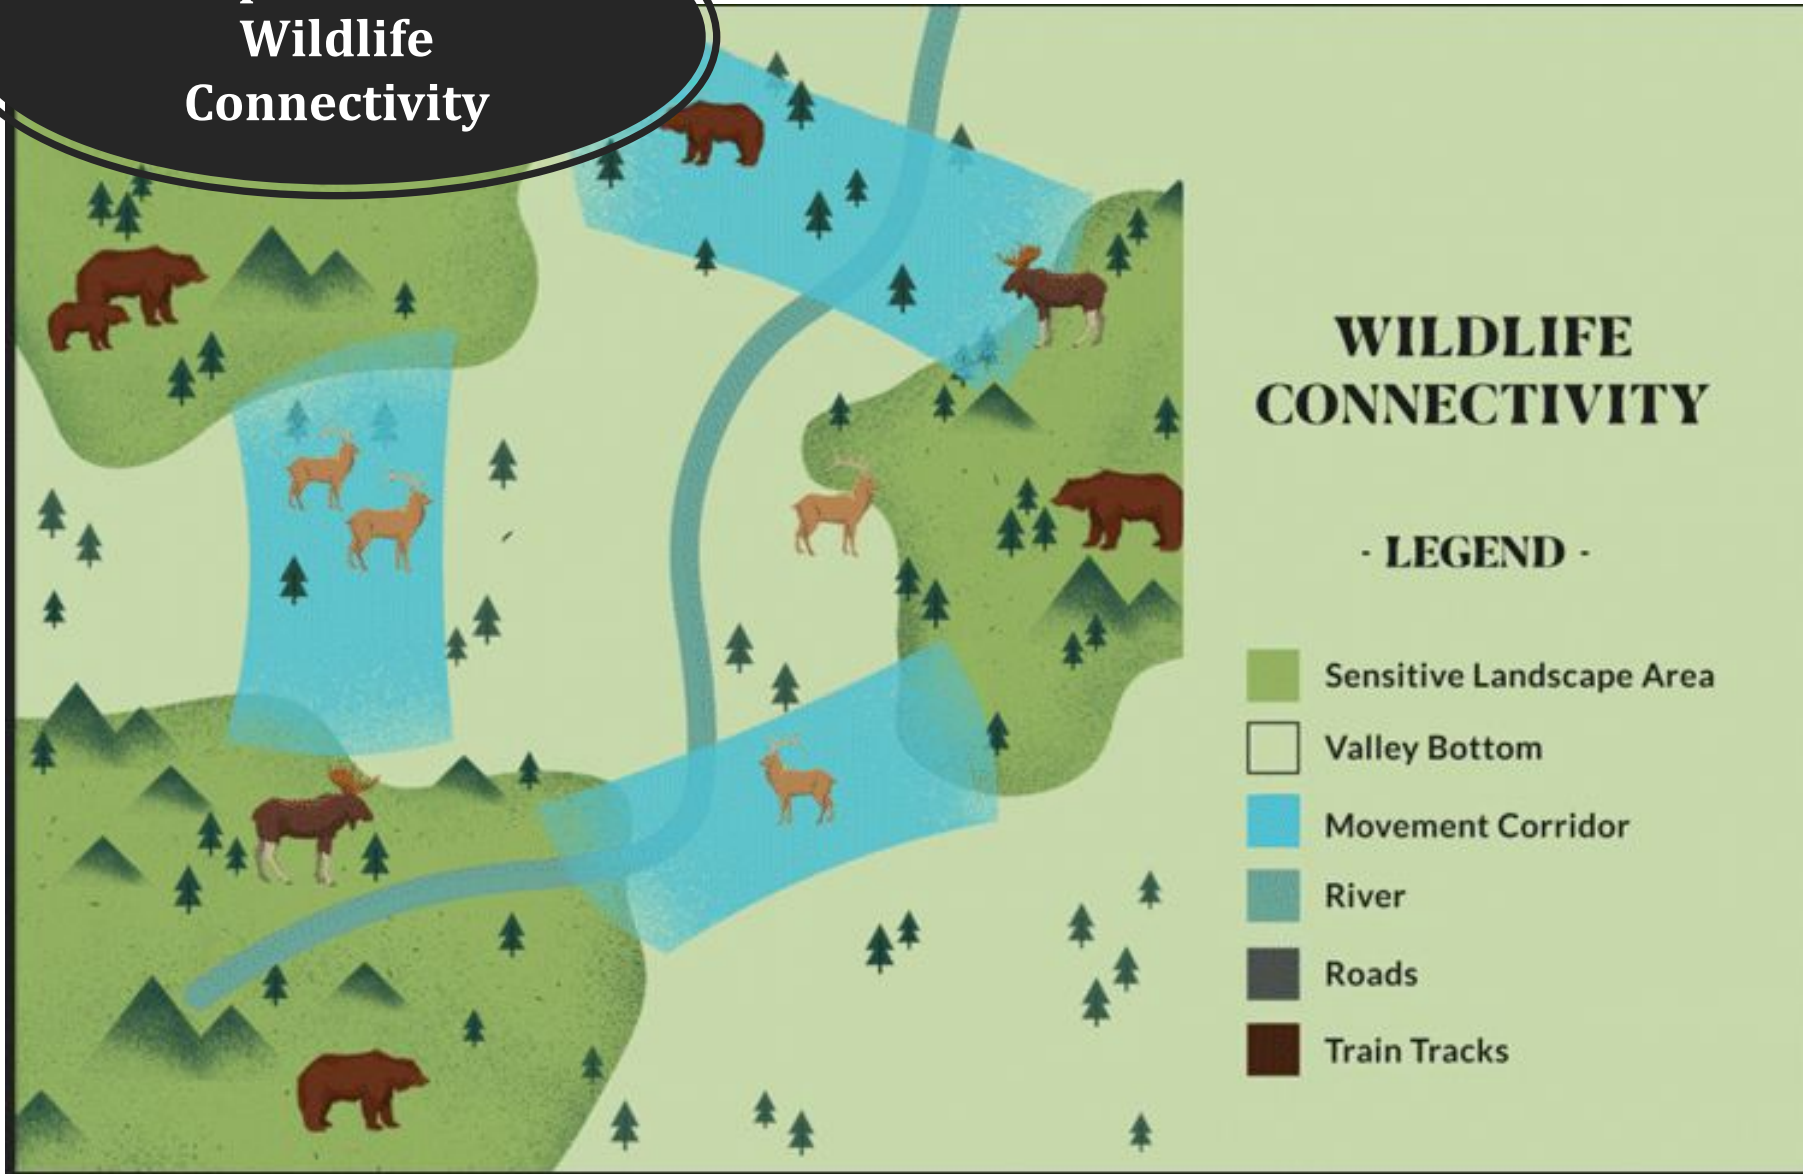 Wildlife
Connectivity
WILDLIFE
CONNECTIVITY
- LEGEND -
Sensitive Landscape Area
Valley Bottom
Movement Corridor
River
Roads
Train Tracks